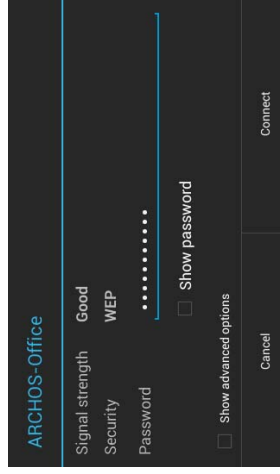 ARCHOS-Office
Signal strength Good
Security WEP
Password ••••••••••••
Show password
Show advanced options
Cancel Connect